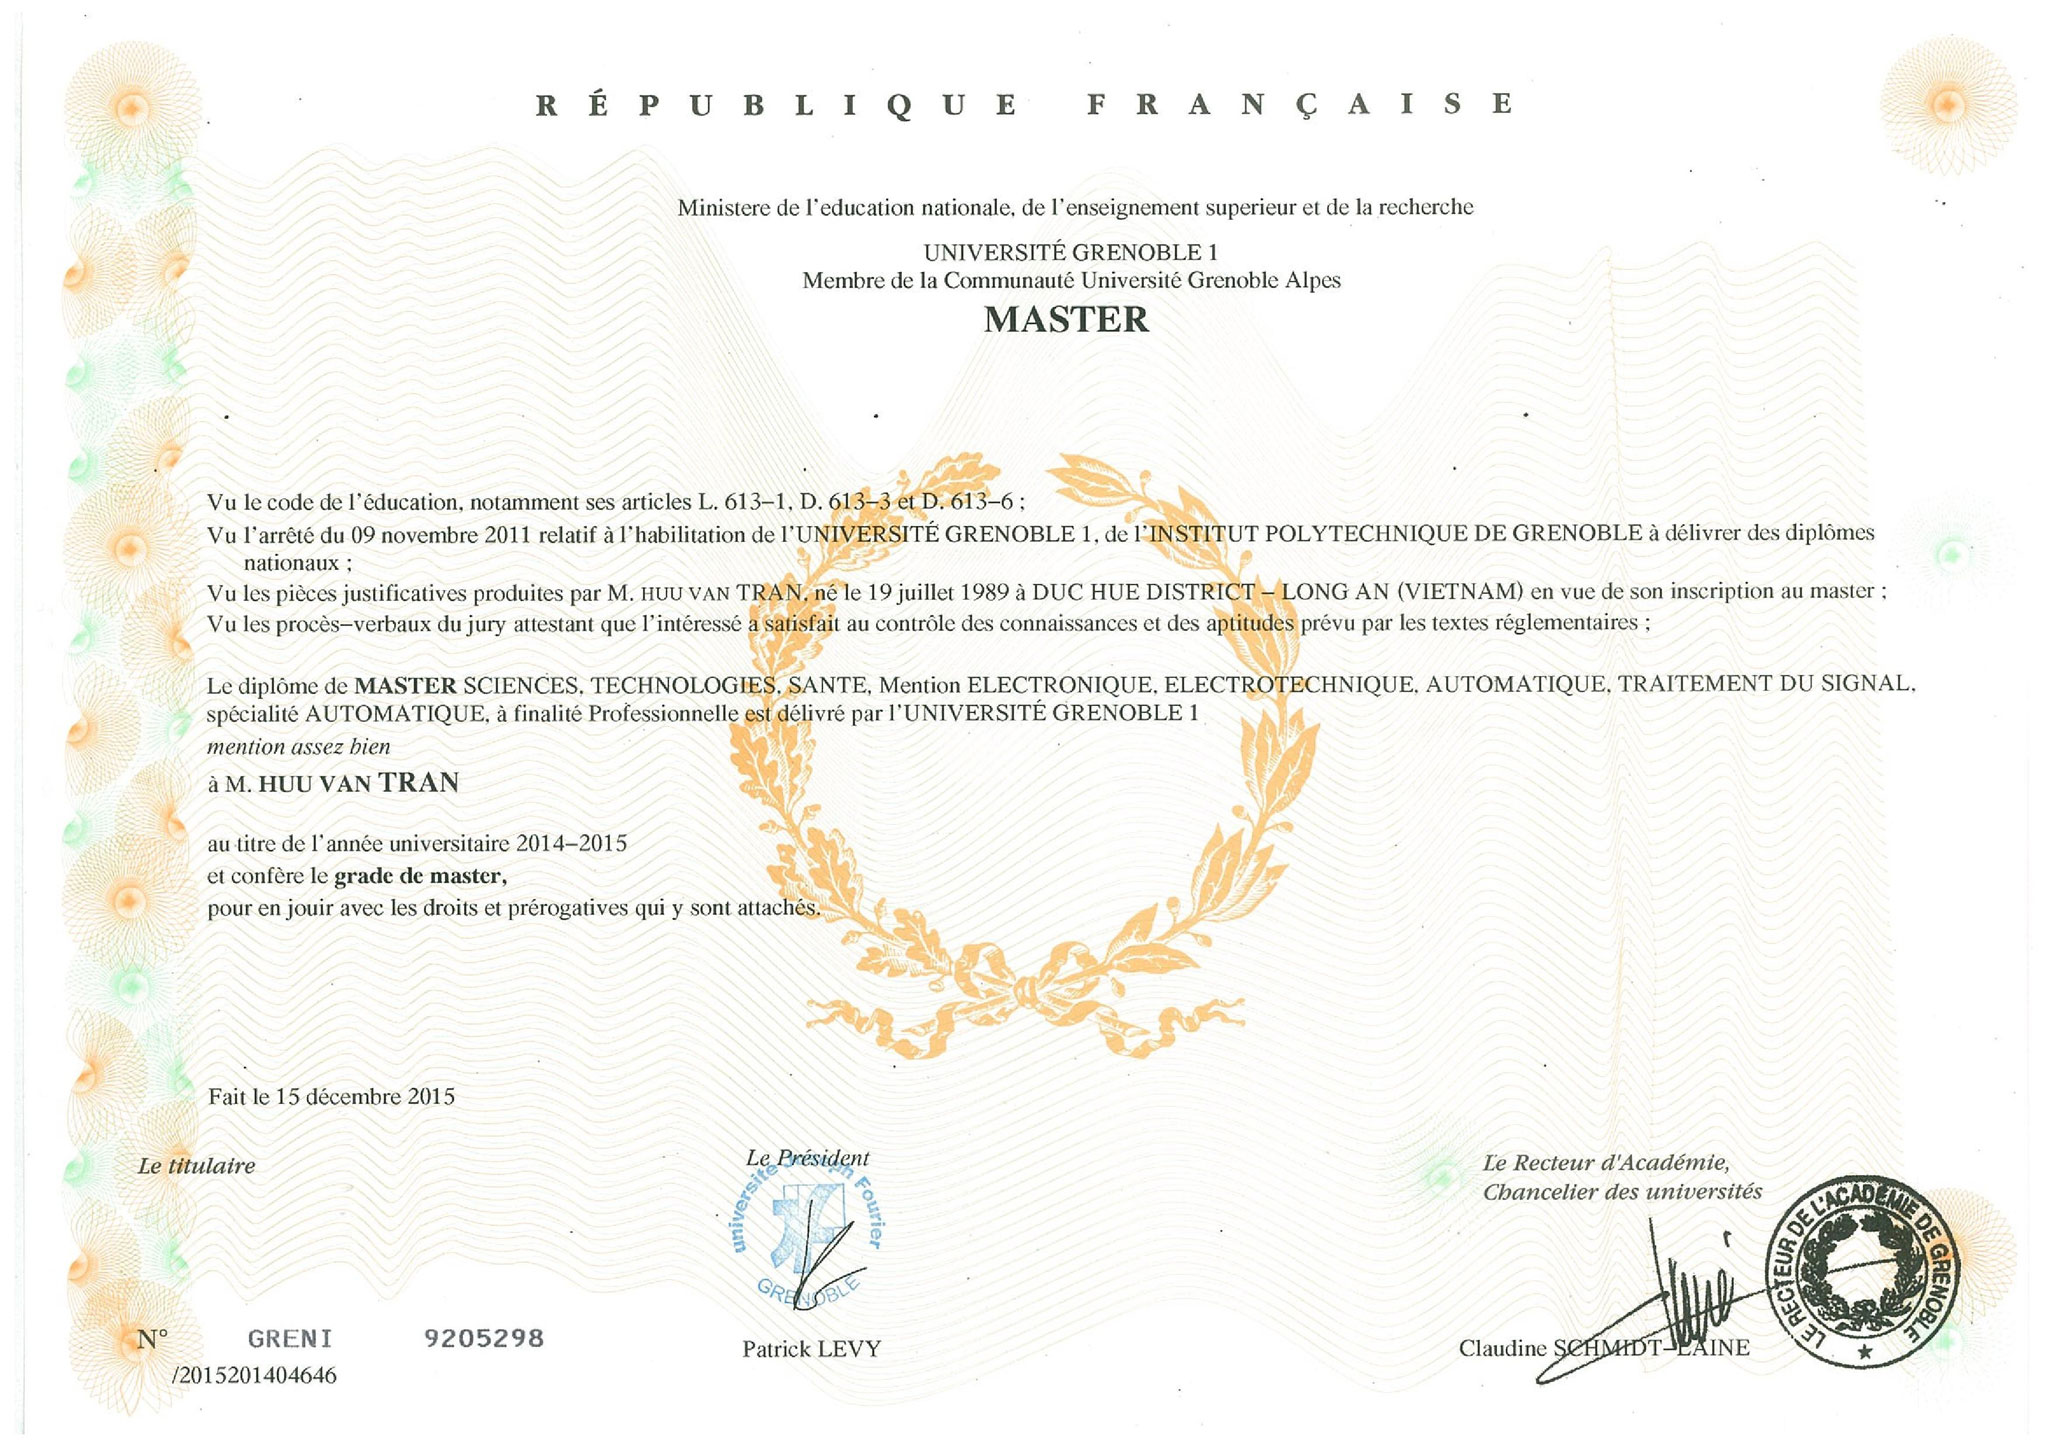 RÉPUBLIQUE FRANÇAISE
Ministere de l'education nationale, de l'enseignement superieur et de la recherche
UNIVERSITÉ GRENOBLE 1
Membre de la Communauté Université Grenoble Alpes
MASTER
Vu le code de l'éducation, notamment ses articles L. 613–1, D. 613–3 et D. 613–6 ;
Vu l'arrêté du 09 novembre 2011 relatif à l'habilitation de l'UNIVERSITÉ GRENOBLE 1, de l'INSTITUT POLYTECHNIQUE DE GRENOBLE à délivrer des diplômes
nationaux ;
Vu les pièces justificatives produites par M. HUU VAN TRAN, né le 19 juillet 1989 à DUC HUE DISTRICT – LONG AN (VIETNAM) en vue de son inscription au master ;
Vu les procès–verbaux du jury attestant que l'intéressé a satisfait au contrôle des connaissances et des aptitudes prévu par les textes réglementaires ;
Le diplôme de MASTER SCIENCES, TECHNOLOGIES, SANTE, Mention ELECTRONIQUE, ELECTROTECHNIQUE, AUTOMATIQUE, TRAITEMENT DU SIGNAL,
spécialité AUTOMATIQUE, à finalité Professionnelle est délivré par l'UNIVERSITÉ GRENOBLE 1
mention assez bien
à M. HUU VAN TRAN
au titre de l'année universitaire 2014–2015
et confère le grade de master,
pour en jouir avec les droits et prérogatives qui y sont attachés.
Fait le 15 décembre 2015
Le titulaire
Le Président
Le Recteur d'Académie,
Chancelier des universités
université Joseph Fourier
GRENOBLE
LE RECTEUR DE L'ACADÉMIE DE GRENOBLE
N° GRENI 9205298
/2015201404646
Patrick LEVY
Claudine SCHMIDT–LAINE